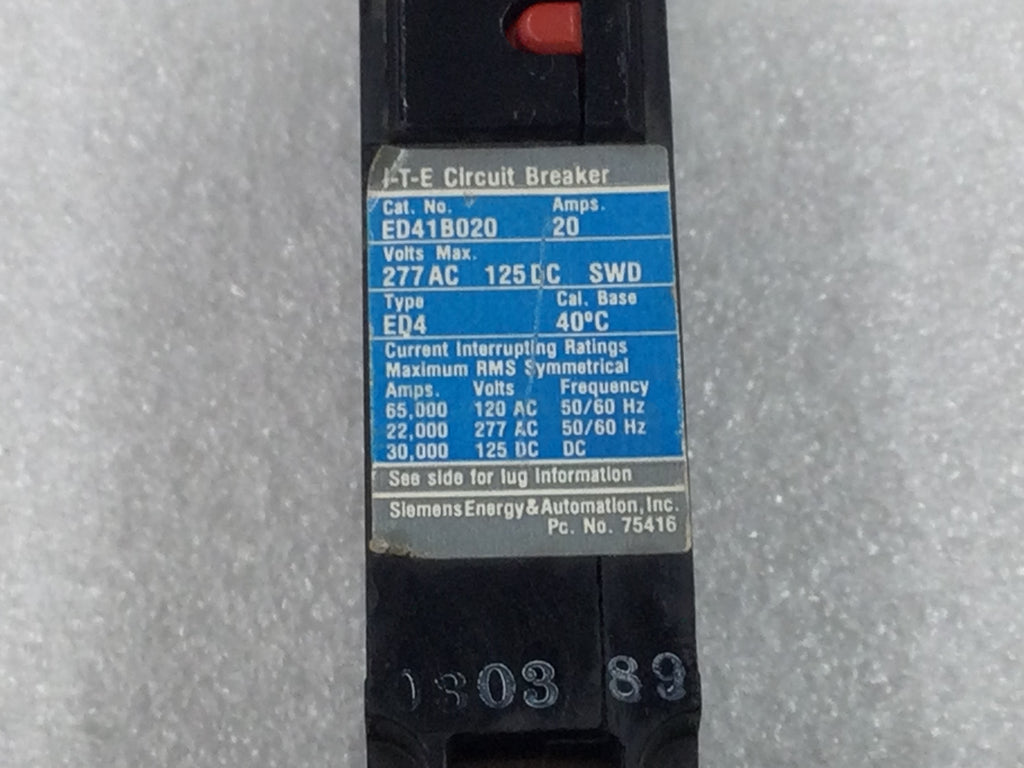 I-T-E Circuit Breaker
Cat. No. Amps.
ED41B020 20
Volts Max.
277 AC 125 DC SWD
Type Cal. Base
ED4 40°C
Current Interrupting Ratings
Maximum RMS Symmetrical
Amps. Volts Frequency
65,000 120 AC 50/60 Hz
22,000 277 AC 50/60 Hz
30,000 125 DC DC
See side for lug information
Siemens Energy & Automation, Inc.
Pc. No. 75416
89